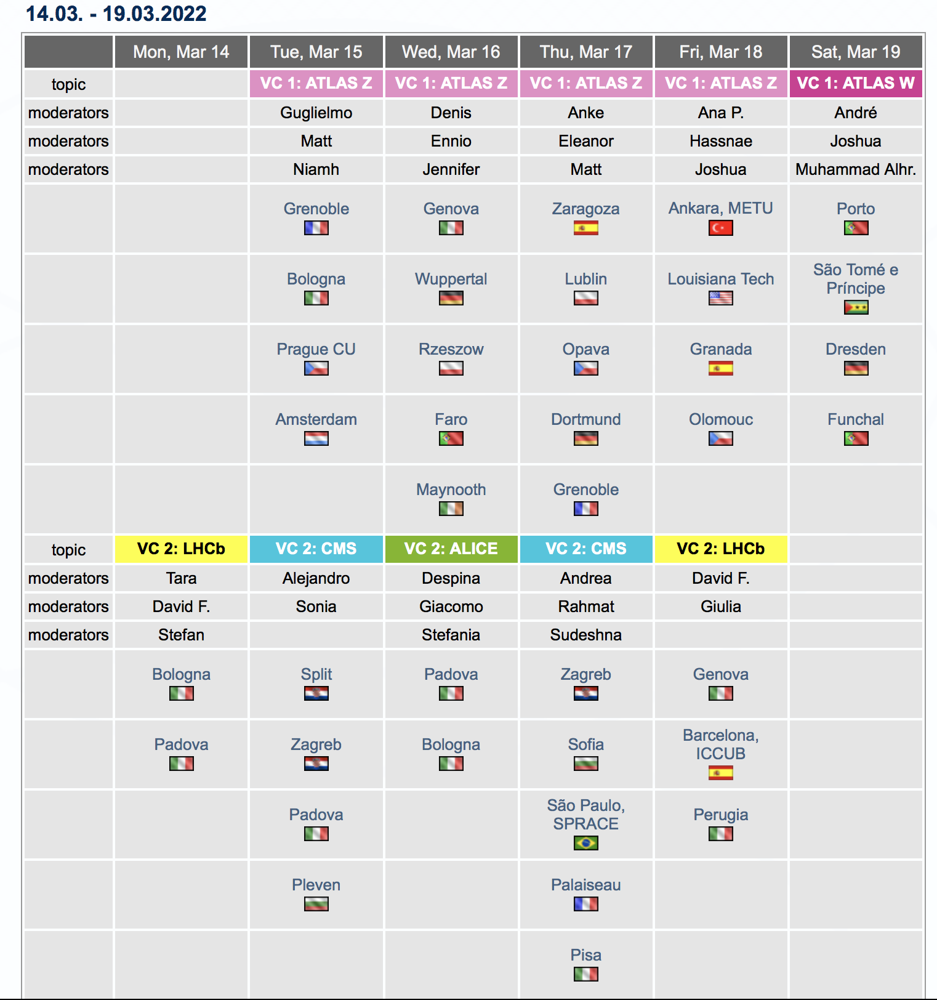 14.03. - 19.03.2022
Mon, Mar 14 Tue, Mar 15 Wed, Mar 16 Thu, Mar 17 Fri, Mar 18 Sat, Mar 19
topic VC 1: ATLAS Z VC 1: ATLAS Z VC 1: ATLAS Z VC 1: ATLAS Z VC 1: ATLAS W
moderators Guglielmo Denis Anke Ana P. André
moderators Matt Ennio Eleanor Hassnae Joshua
moderators Niamh Jennifer Matt Joshua Muhammad Alhr.
Grenoble Genova Zaragoza Ankara, METU Porto
Bologna Wuppertal Lublin Louisiana Tech São Tomé e
Príncipe
Prague CU Rzeszow Opava Granada Dresden
Amsterdam Faro Dortmund Olomouc Funchal
Maynooth Grenoble
topic VC 2: LHCb VC 2: CMS VC 2: ALICE VC 2: CMS VC 2: LHCb
moderators Tara Alejandro Despina Andrea David F.
moderators David F. Sonia Giacomo Rahmat Giulia
moderators Stefan Stefania Sudeshna
Bologna Split Padova Zagreb Genova
Padova Zagreb Bologna Sofia Barcelona,
ICCUB
Padova São Paulo, Perugia
SPRACE
Pleven Palaiseau
Pisa